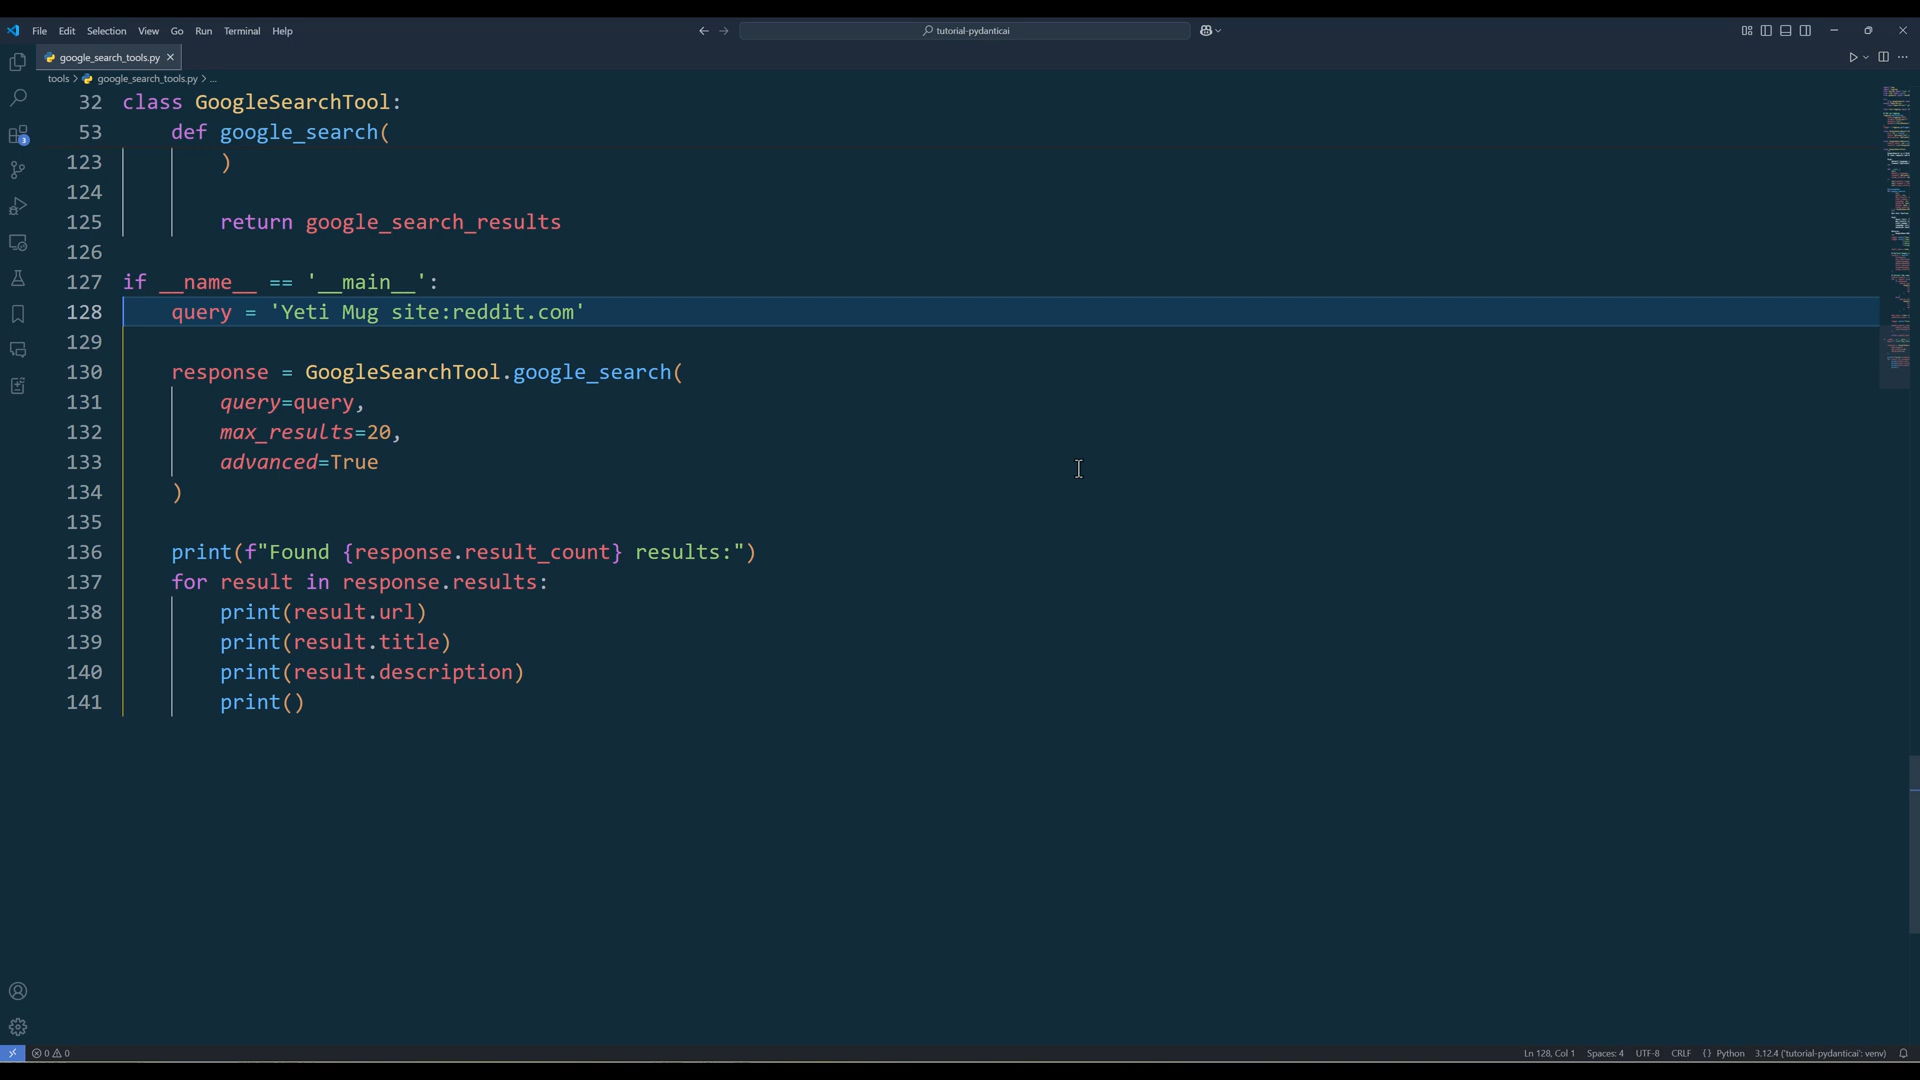 File Edit Selection View Go Run Terminal Help
tutorial-pydanticai
google_search_tools.py
tools > google_search_tools.py > ...
32 class GoogleSearchTool:
53     def google_search(
123         )
124
125         return google_search_results
126
127 if __name__ == '__main__':
128     query = 'Yeti Mug site:reddit.com'
129
130     response = GoogleSearchTool.google_search(
131         query=query,
132         max_results=20,
133         advanced=True
134     )
135
136     print(f"Found {response.result_count} results:")
137     for result in response.results:
138         print(result.url)
139         print(result.title)
140         print(result.description)
141         print()
3
0 0 Ln 128, Col 1 Spaces: 4 UTF-8 CRLF {} Python 3.12.4 ('tutorial-pydanticai': venv)